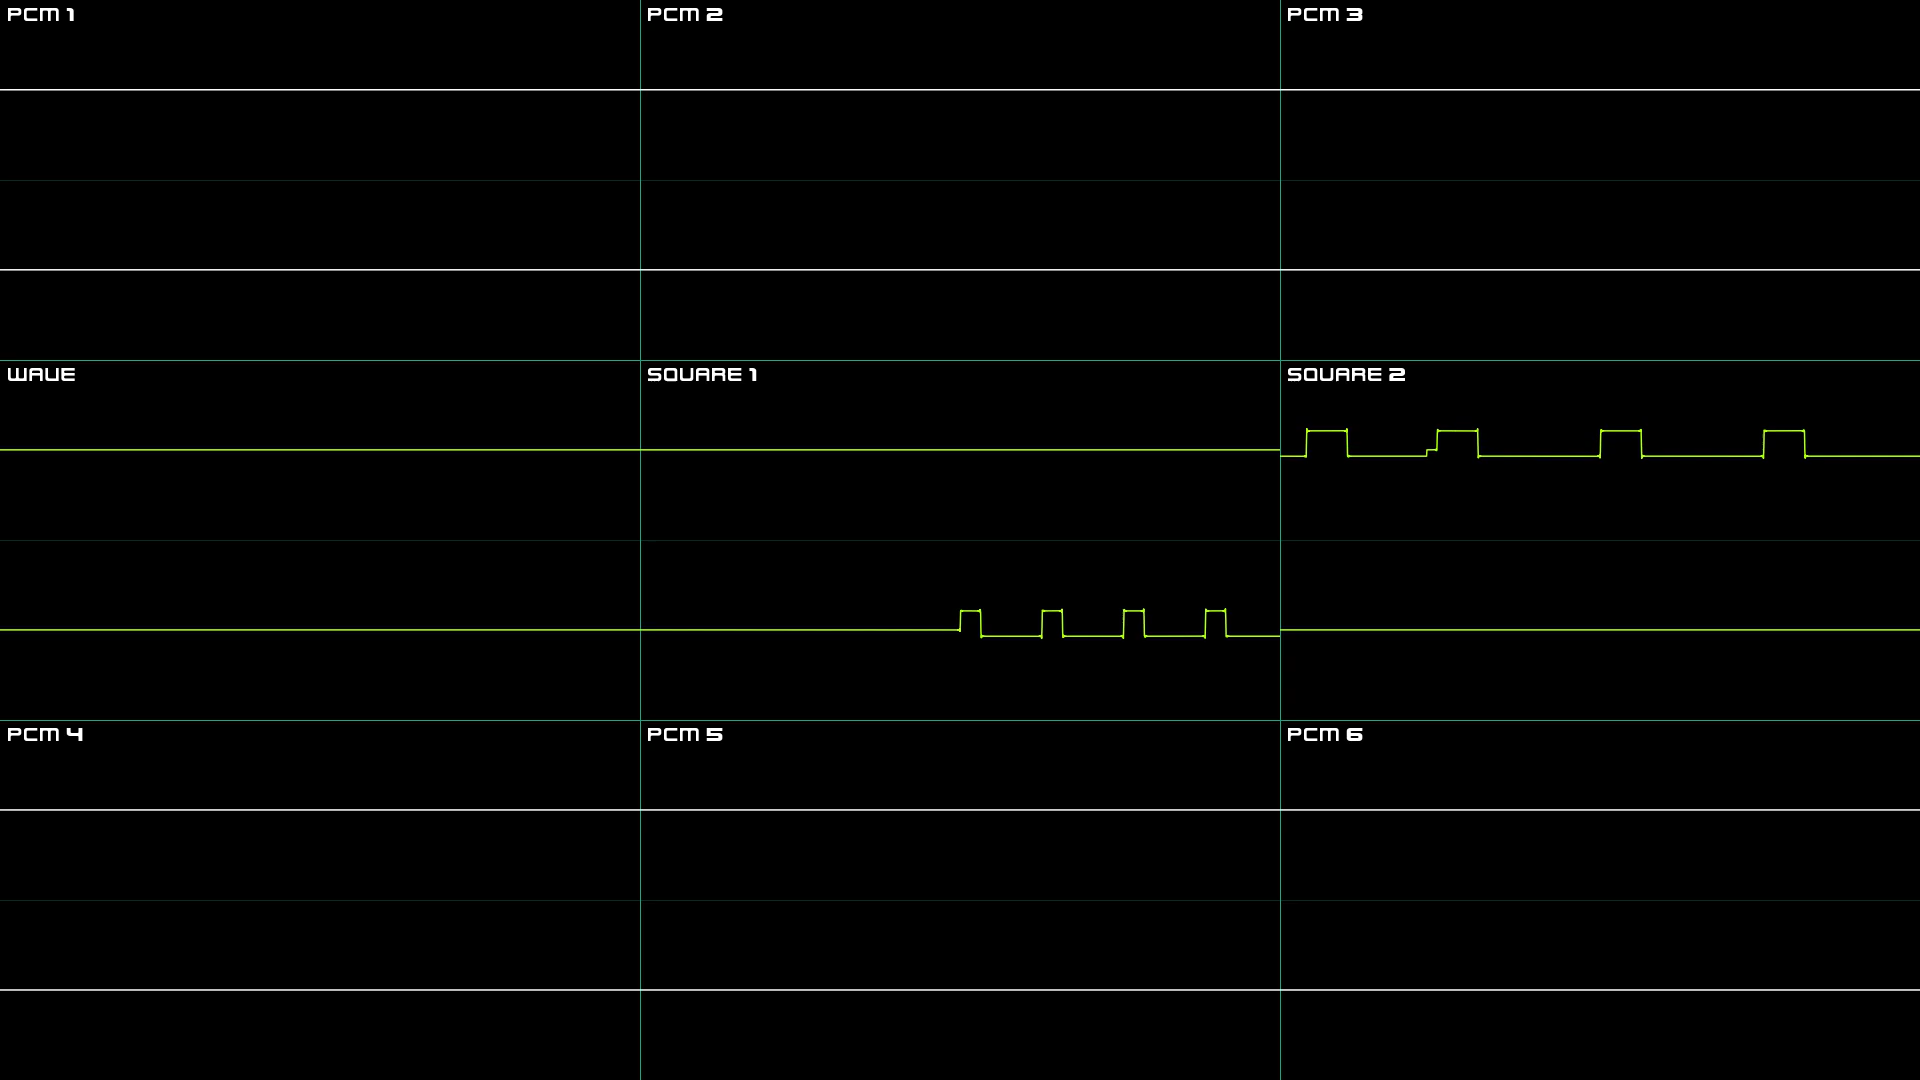 PCM 1
PCM 2
PCM 3
WAVE
SQUARE 1
SQUARE 2
PCM 4
PCM 5
PCM 6